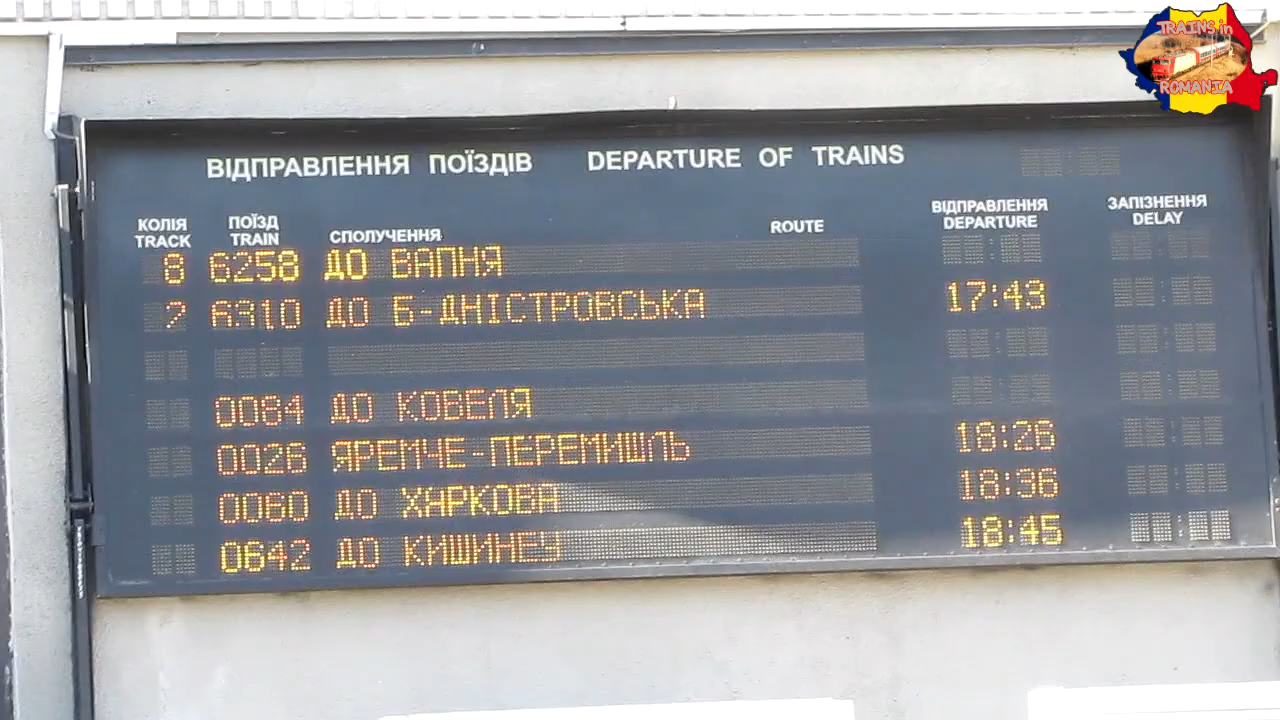 TRAINS in
ROMANIA
ВІДПРАВЛЕННЯ ПОЇЗДІВ DEPARTURE OF TRAINS
КОЛІЯ ПОЇЗД СПОЛУЧЕННЯ ROUTE ВІДПРАВЛЕННЯ ЗАПІЗНЕННЯ
TRACK TRAIN DEPARTURE DELAY
8 6258 ДО ВАПНЯ
2 6310 ДО Б-ДНІСТРОВСЬКА 17:43
0084 ДО КОВЕЛЯ
0026 ЯРЕМЧЕ-ПЕРЕМИШЛЬ 18:26
0060 ДО ХАРКОВА 18:36
0642 ДО КИШИНЕУ 18:45